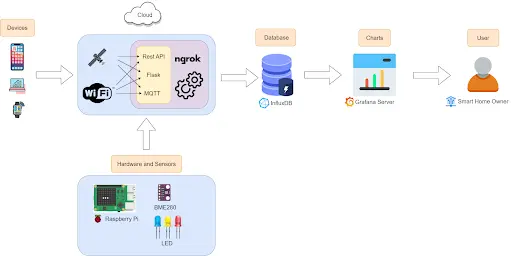 Cloud
Devices
Rest API
ngrok
Flask
WiFi
MQTT
Database
InfluxDB
Charts
Grafana Server
User
Smart Home Owner
Hardware and Sensors
Raspberry Pi
BME280
LED